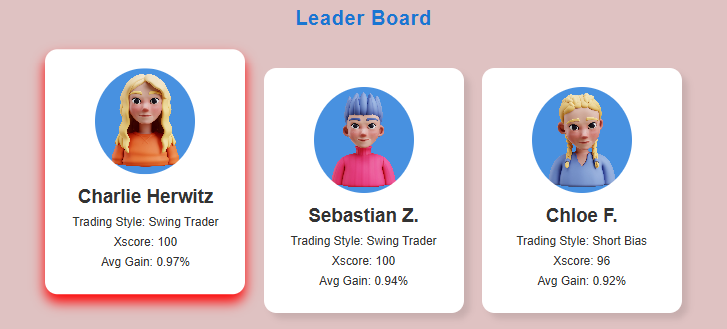 Leader Board
Charlie Herwitz
Trading Style: Swing Trader
Xscore: 100
Avg Gain: 0.97%
Sebastian Z.
Trading Style: Swing Trader
Xscore: 100
Avg Gain: 0.94%
Chloe F.
Trading Style: Short Bias
Xscore: 96
Avg Gain: 0.92%